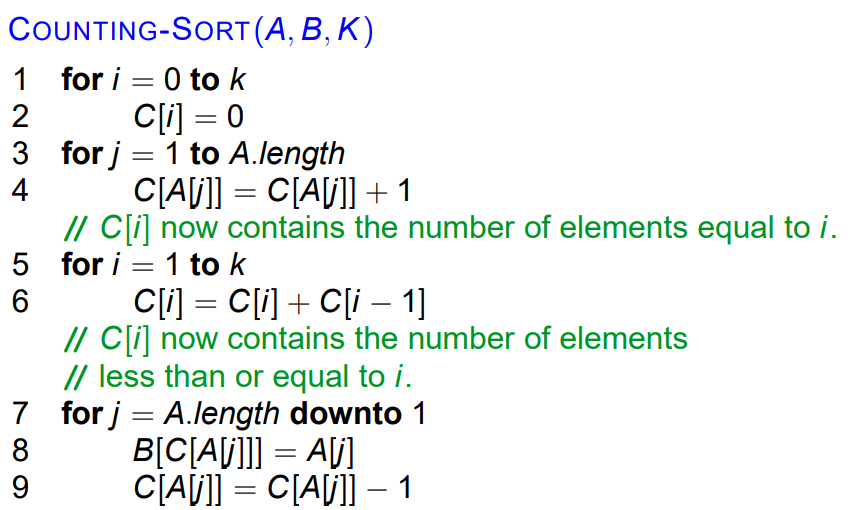 COUNTING-SORT(A, B, K)
1 for i = 0 to k
2 C[i] = 0
3 for j = 1 to A.length
4 C[A[j]] = C[A[j]] + 1
// C[i] now contains the number of elements equal to i.
5 for i = 1 to k
6 C[i] = C[i] + C[i − 1]
// C[i] now contains the number of elements
// less than or equal to i.
7 for j = A.length downto 1
8 B[C[A[j]]] = A[j]
9 C[A[j]] = C[A[j]] − 1